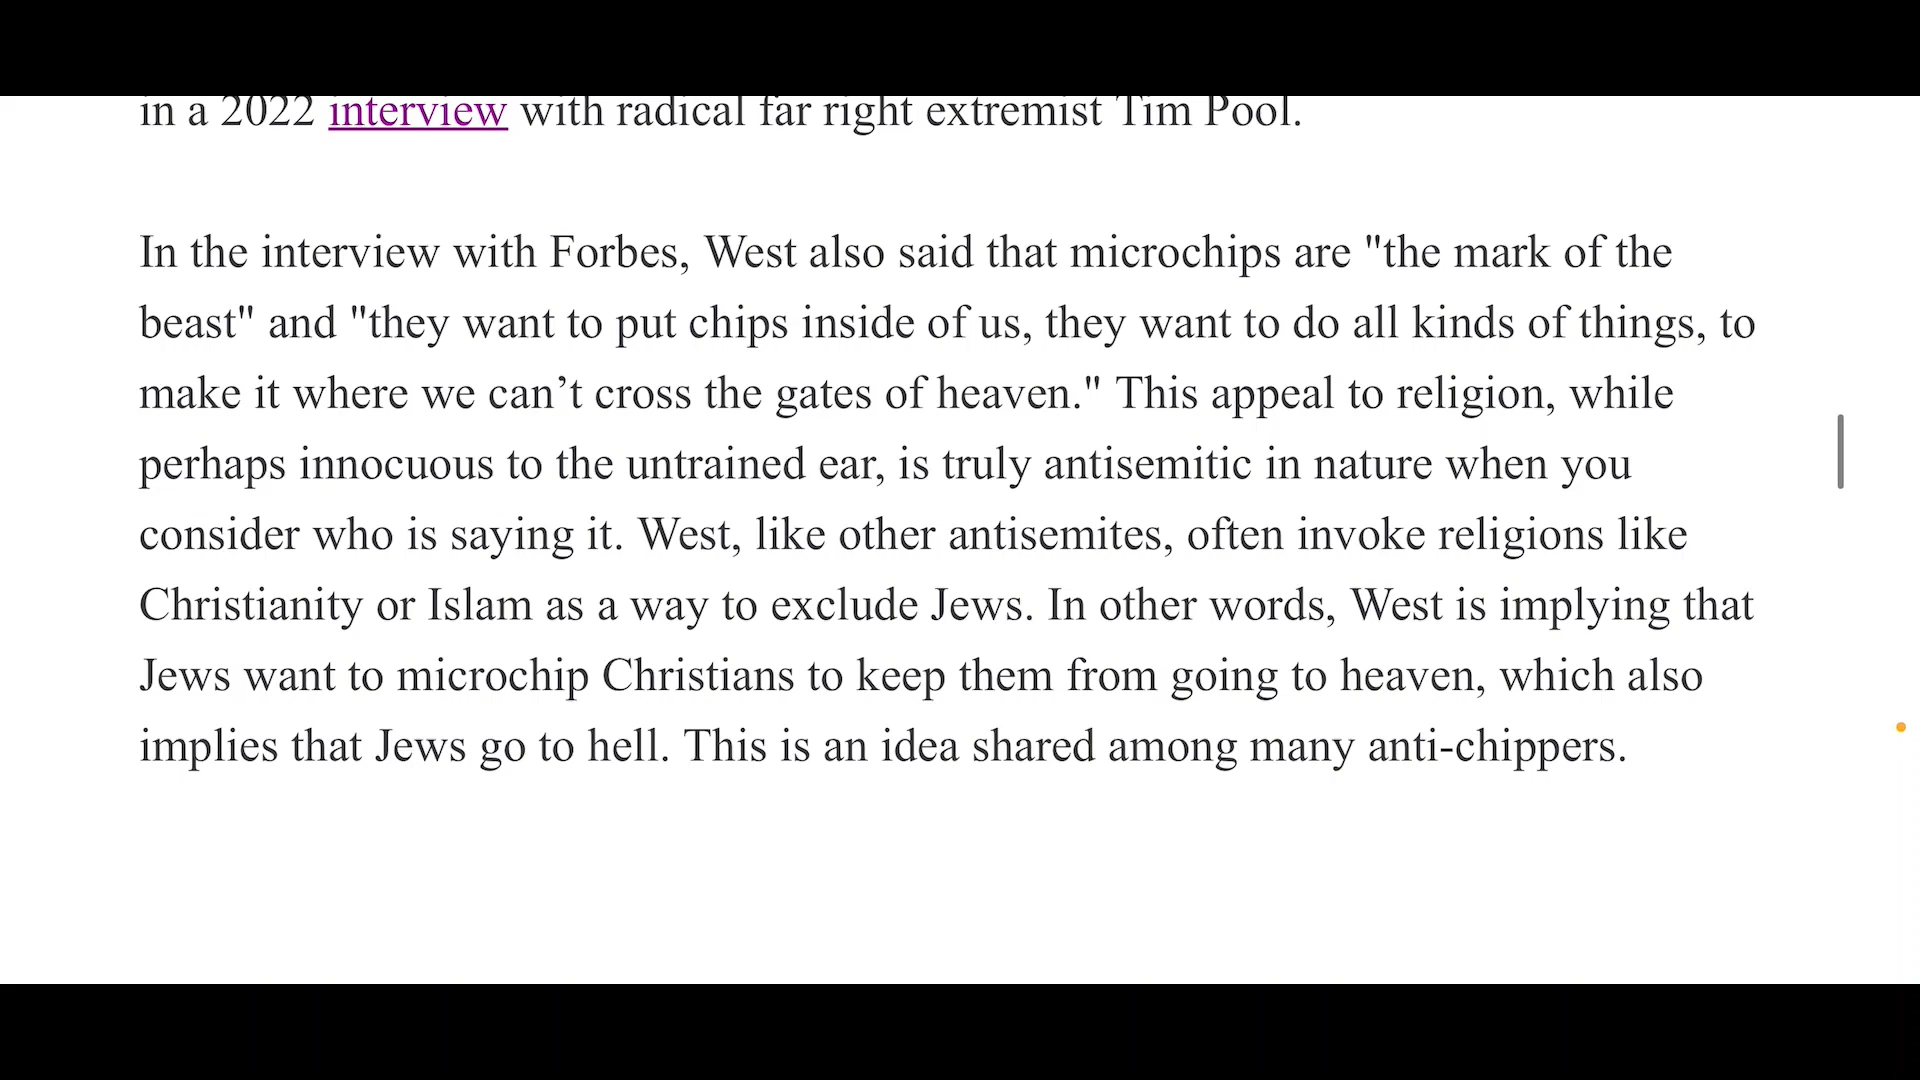 in a 2022 interview with radical far right extremist Tim Pool.
In the interview with Forbes, West also said that microchips are "the mark of the
beast" and "they want to put chips inside of us, they want to do all kinds of things, to
make it where we can’t cross the gates of heaven." This appeal to religion, while
perhaps innocuous to the untrained ear, is truly antisemitic in nature when you
consider who is saying it. West, like other antisemites, often invoke religions like
Christianity or Islam as a way to exclude Jews. In other words, West is implying that
Jews want to microchip Christians to keep them from going to heaven, which also
implies that Jews go to hell. This is an idea shared among many anti-chippers.